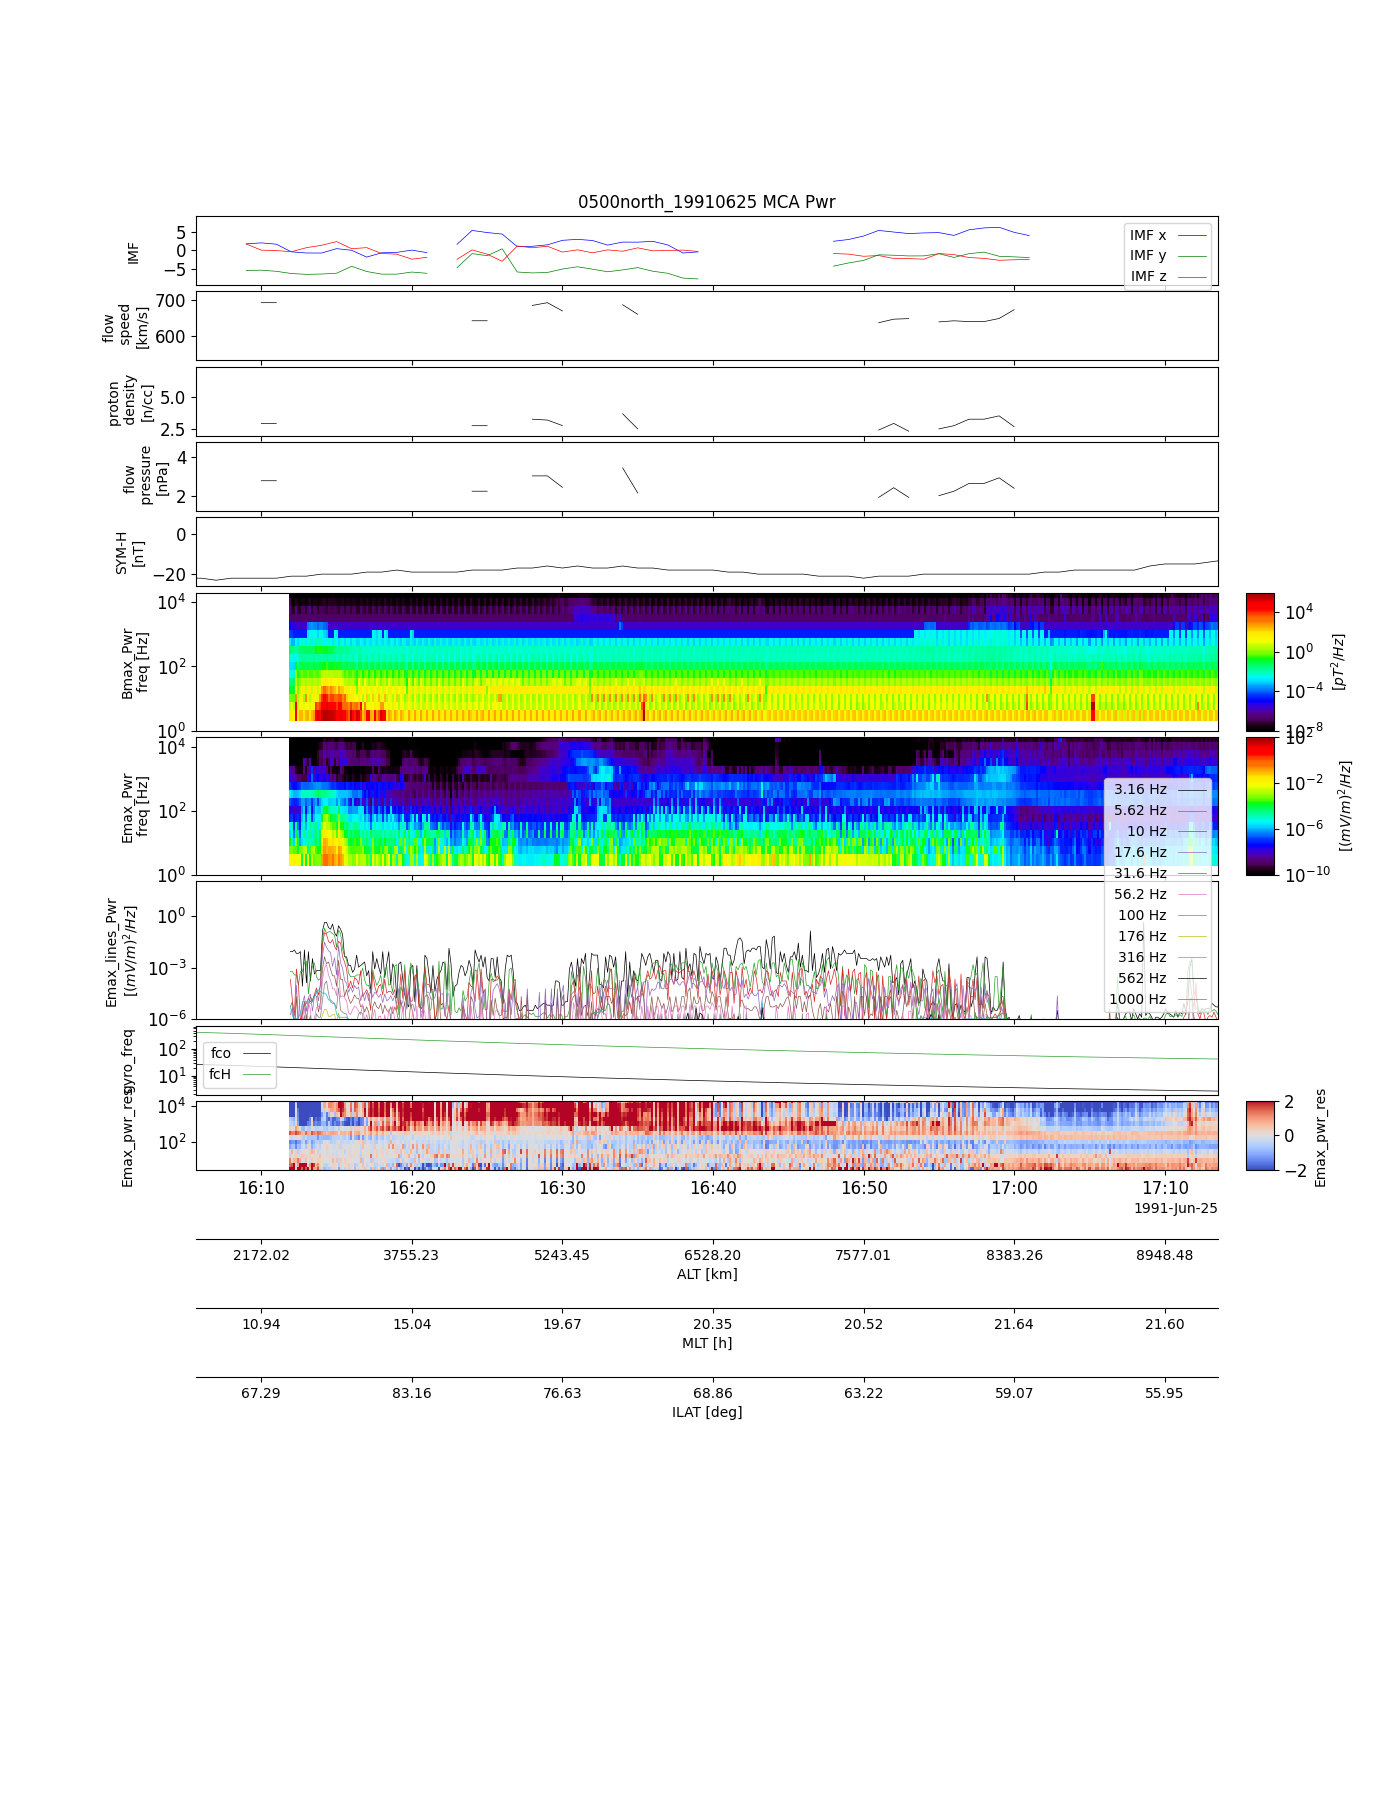 0500north_19910625 MCA Pwr
IMF
5
0
−5
IMF x
IMF y
IMF z
flow
speed
[km/s]
700
600
proton
density
[n/cc]
5.0
2.5
flow
pressure
[nPa]
4
2
SYM-H
[nT]
0
−20
Bmax_Pwr
freq [Hz]
10^4
10^2
10^0
10^4
10^0
10^−4
10^−8
[pT^2/Hz]
Emax_Pwr
freq [Hz]
10^4
10^2
10^0
10^2
10^−2
10^−6
10^−10
[(mV/m)^2/Hz]
3.16 Hz
5.62 Hz
10 Hz
17.6 Hz
31.6 Hz
56.2 Hz
100 Hz
176 Hz
316 Hz
562 Hz
1000 Hz
Emax_lines_Pwr
[(mV/m)^2/Hz]
10^0
10^−3
10^−6
gyro_freq
10^2
10^1
fco
fcH
Emax_pwr_res
10^4
10^2
2
0
−2
Emax_pwr_res
16:10 16:20 16:30 16:40 16:50 17:00 17:10
1991-Jun-25
2172.02 3755.23 5243.45 6528.20 7577.01 8383.26 8948.48
ALT [km]
10.94 15.04 19.67 20.35 20.52 21.64 21.60
MLT [h]
67.29 83.16 76.63 68.86 63.22 59.07 55.95
ILAT [deg]